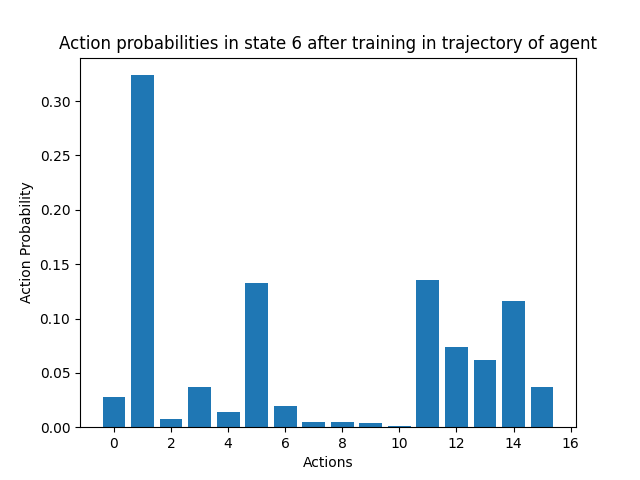 Action probabilities in state 6 after training in trajectory of agent
0.30
0.25
0.20
0.15
0.10
0.05
0.00
Action Probability
0 2 4 6 8 10 12 14 16
Actions